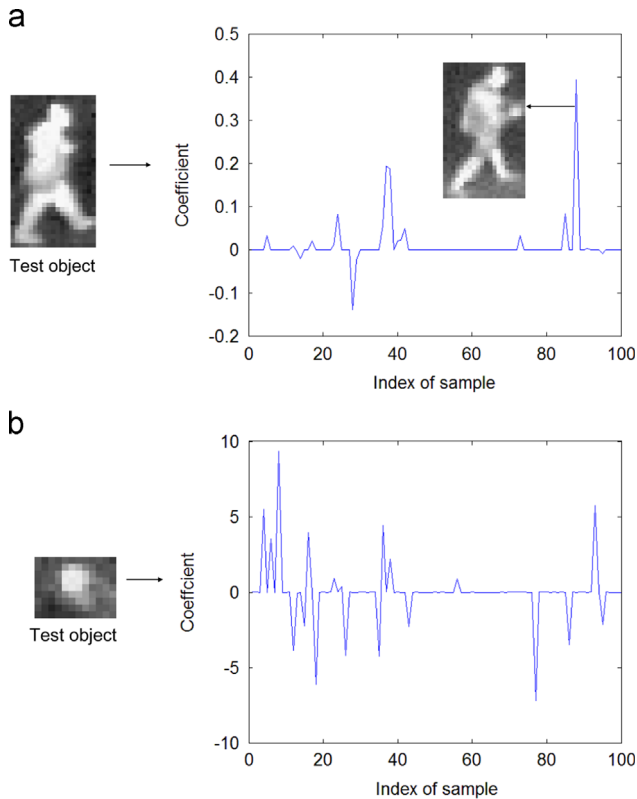 a
0.5
0.4
0.3
0.2
0.1
0
-0.1
-0.2
Coefficient
0 20 40 60 80 100
Index of sample
Test object
b
10
5
0
-5
-10
Coeffcient
0 20 40 60 80 100
Index of sample
Test object